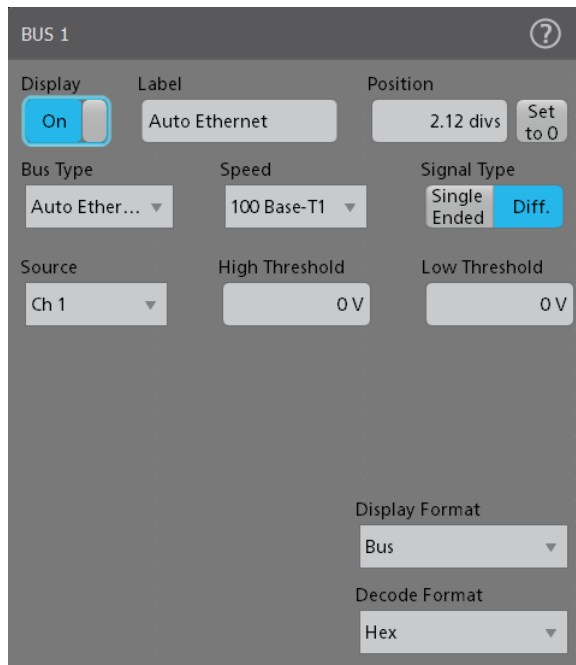 BUS 1 ?
Display Label Position
On Auto Ethernet 2.12 divs Set to 0
Bus Type Speed Signal Type
Auto Ether... 100 Base-T1 Single Ended Diff.
Source High Threshold Low Threshold
Ch 1 0 V 0 V
Display Format
Bus
Decode Format
Hex